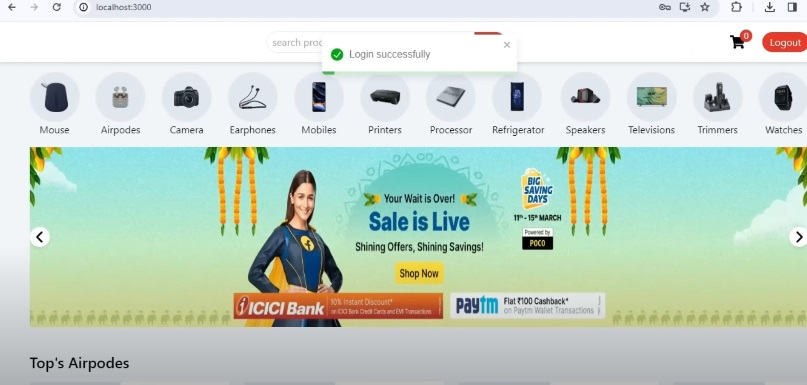 localhost:3000
search
0
Logout
Login successfully
Mouse
Airpodes
Camera
Earphones
Mobiles
Printers
Processor
Refrigerator
Speakers
Televisions
Trimmers
Watches
Your Wait is Over!
Sale is Live
Shining Offers, Shining Savings!
Shop Now
BIG
SAVING
DAYS
11th - 15th MARCH
Powered by
POCO
ICICI Bank
10% Instant Discount*
on ICICI Bank Credit Cards and EMI Transactions
paytm
Flat ₹100 Cashback*
on Paytm Wallet Transactions
Top's Airpodes